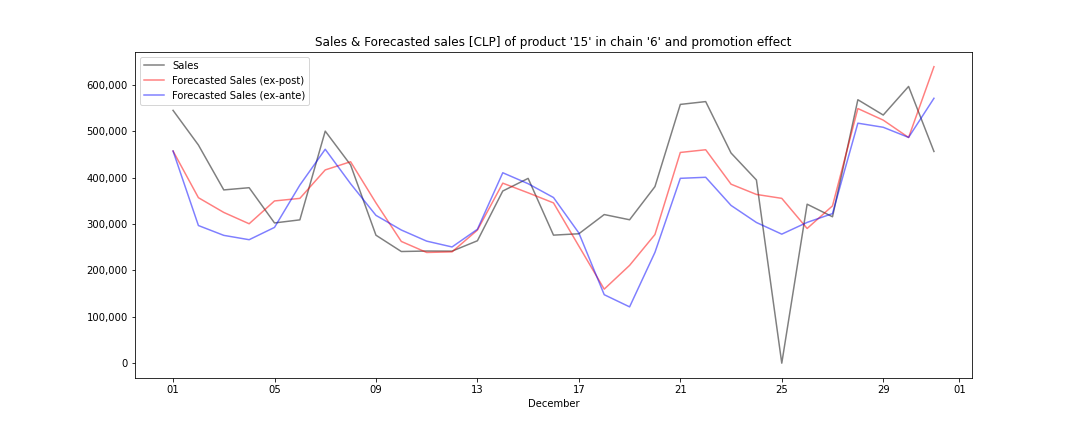 Sales & Forecasted sales [CLP] of product '15' in chain '6' and promotion effect
Sales
Forecasted Sales (ex-post)
Forecasted Sales (ex-ante)
600,000
500,000
400,000
300,000
200,000
100,000
0
01 05 09 13 17 21 25 29 01
December